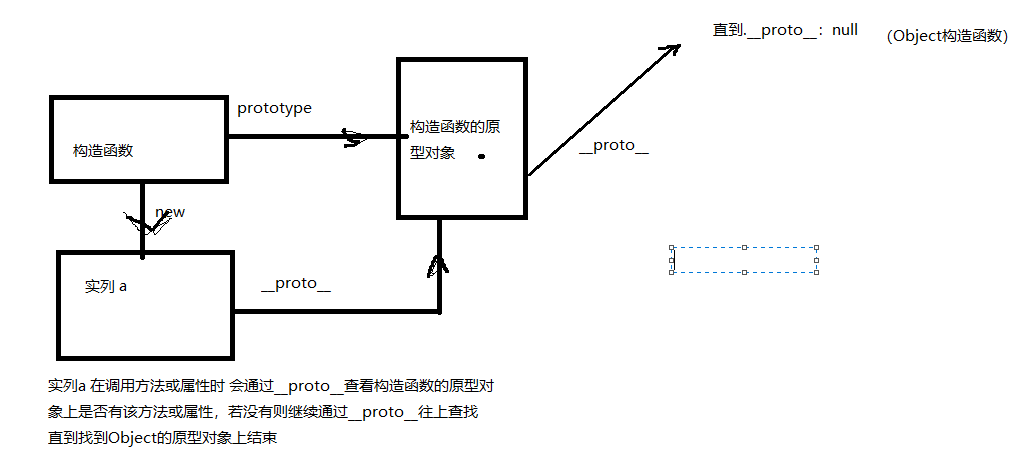 直到.__proto__：null
（Object构造函数）
prototype
构造函数的原
型对象
构造函数
__proto__
new
实列 a
__proto__
实列a 在调用方法或属性时 会通过__proto__查看构造函数的原型对
象上是否有该方法或属性，若没有则继续通过__proto__往上查找
直到找到Object的原型对象上结束